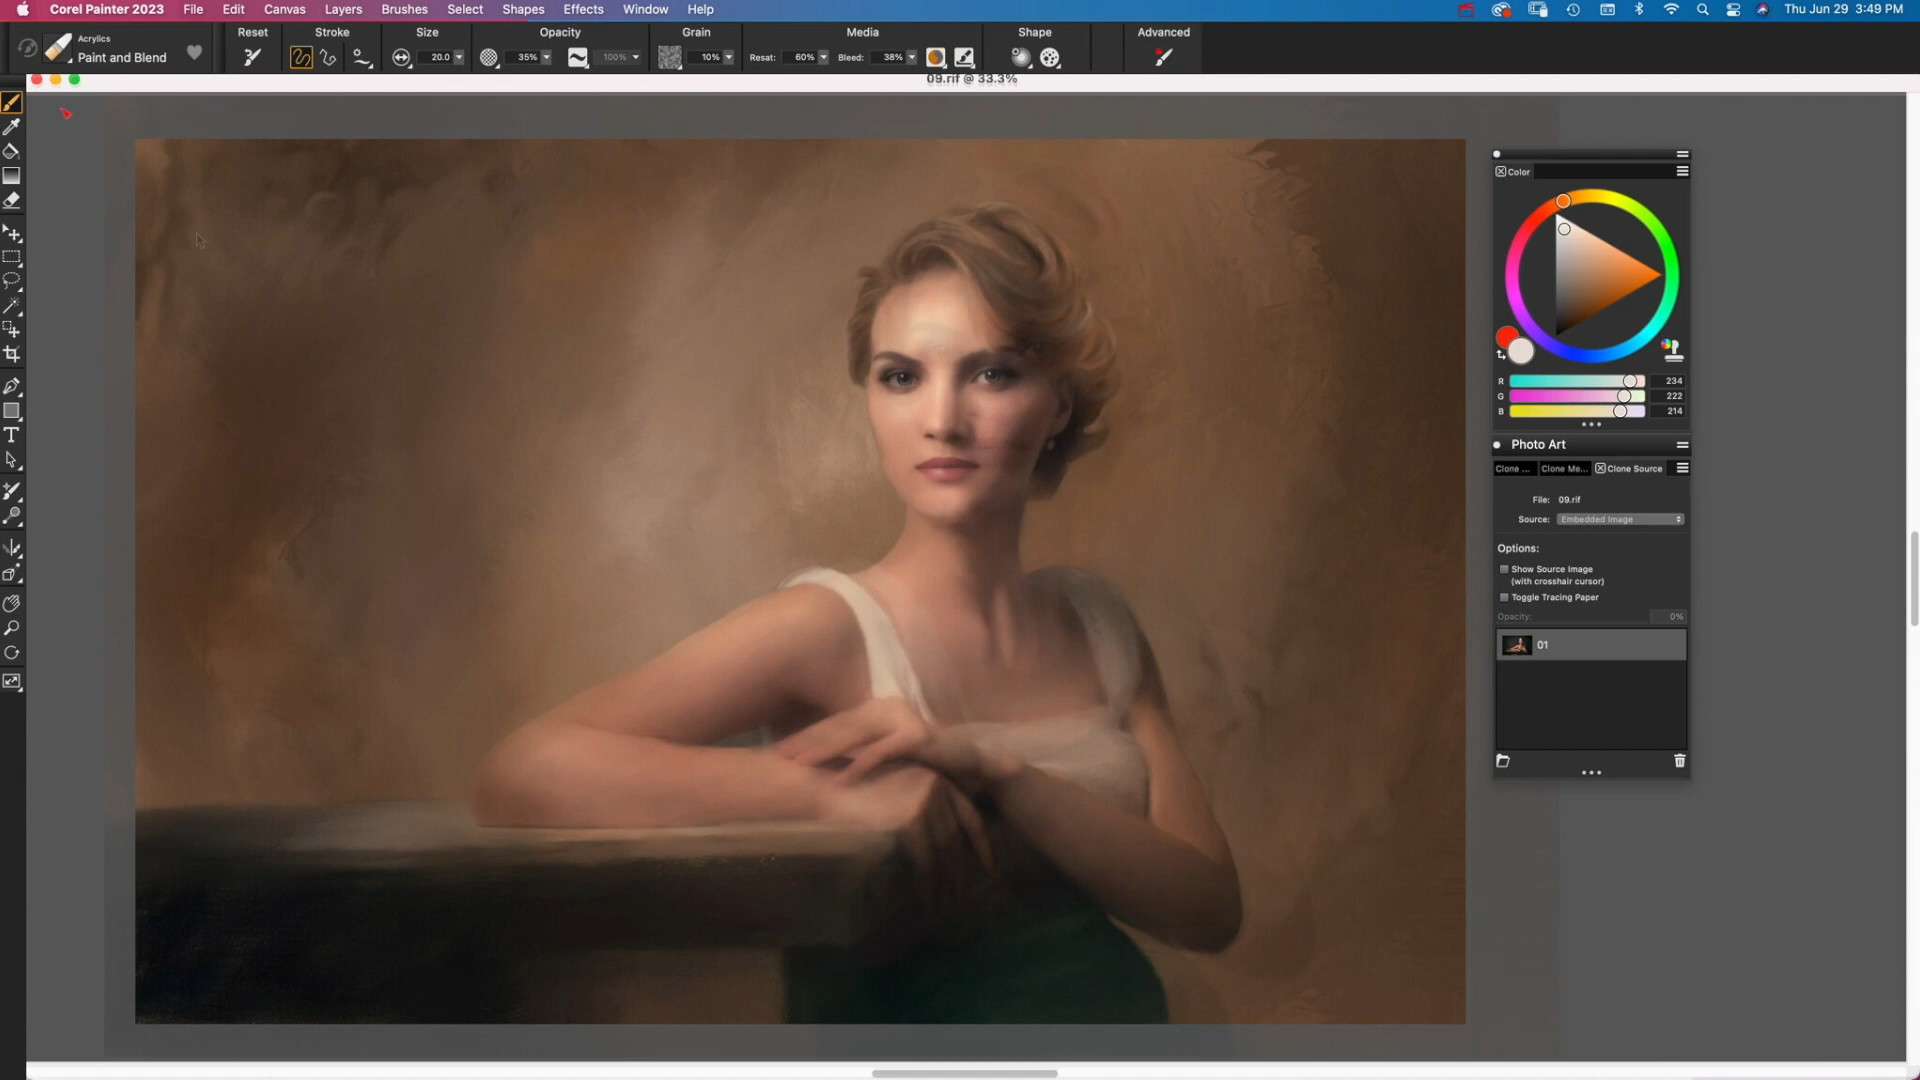 Corel Painter 2023 File Edit Canvas Layers Brushes Select Shapes Effects Window Help Thu Jun 29 3:49 PM
Acrylics
Paint and Blend
Reset Stroke Size Opacity Grain Media Shape Advanced
20.0 35% 100% 10% Resat: 60% Bleed: 38%
09.rif @ 33.3%
Color
R 234
G 222
B 214
Photo Art
Clone ... Clone Me... Clone Source
File: 09.rif
Source: Embedded Image
Options:
Show Source Image
(with crosshair cursor)
Toggle Tracing Paper
Opacity: 0%
01